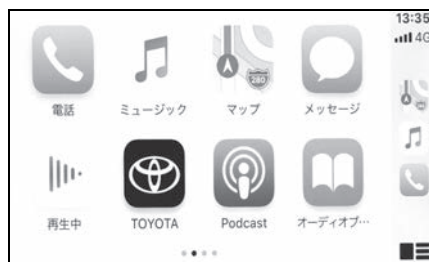 13:35
4G
280
電話
ミュージック
マップ
メッセージ
再生中
TOYOTA
Podcast
オーディオブ…